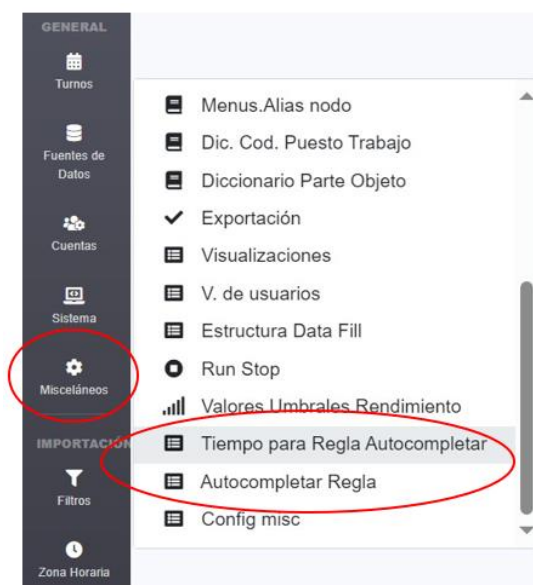 GENERAL
Turnos
Fuentes de
Datos
Cuentas
Sistema
Misceláneos
IMPORTACIÓN
Filtros
Zona Horaria
Menus.Alias nodo
Dic. Cod. Puesto Trabajo
Diccionario Parte Objeto
Exportación
Visualizaciones
V. de usuarios
Estructura Data Fill
Run Stop
Valores Umbrales Rendimiento
Tiempo para Regla Autocompletar
Autocompletar Regla
Config misc